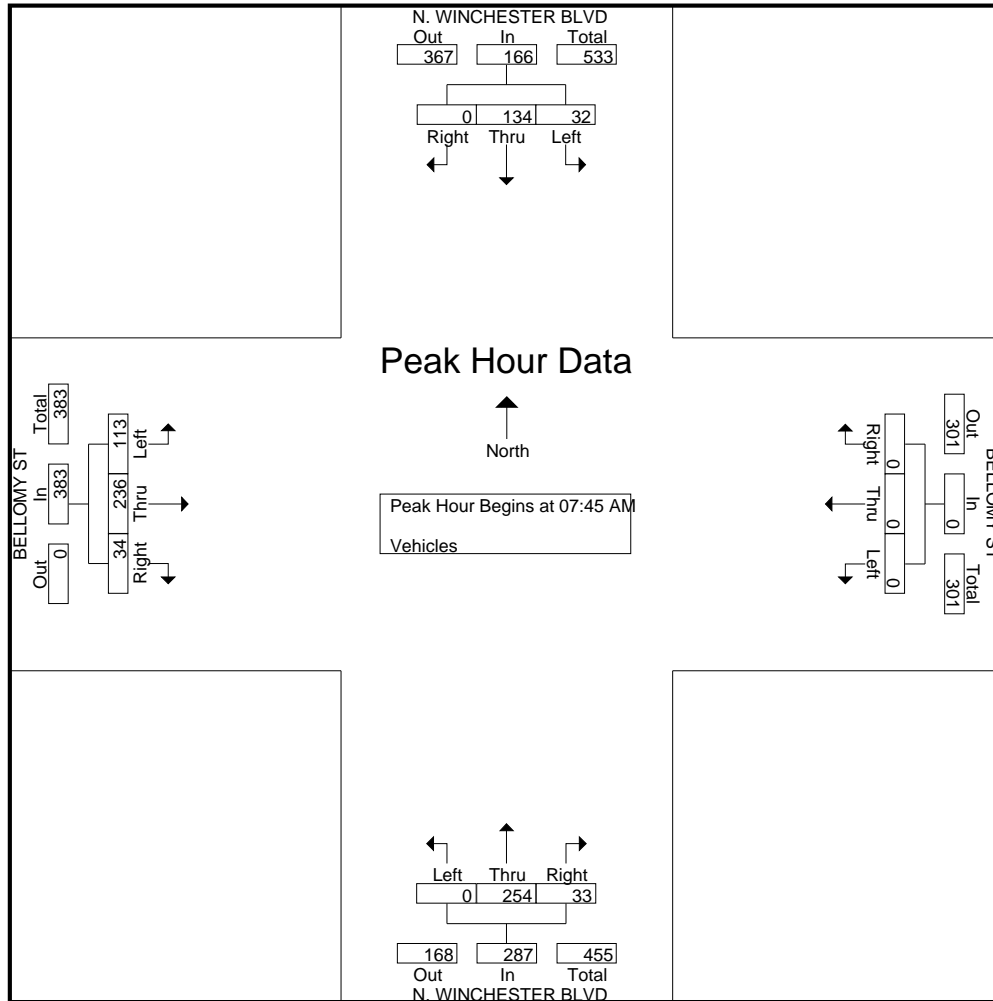 N. WINCHESTER BLVD
Out In Total
367 166 533
0 134 32
Right Thru Left
Peak Hour Data
North
Peak Hour Begins at 07:45 AM
Vehicles
BELLOMY ST
Total In Out
383 383 0
113 236 34
Left Thru Right
BELLOMY ST
Out In Total
301 0 301
0 0 0
Right Thru Left
Left Thru Right
0 254 33
168 287 455
Out In Total
N. WINCHESTER BLVD